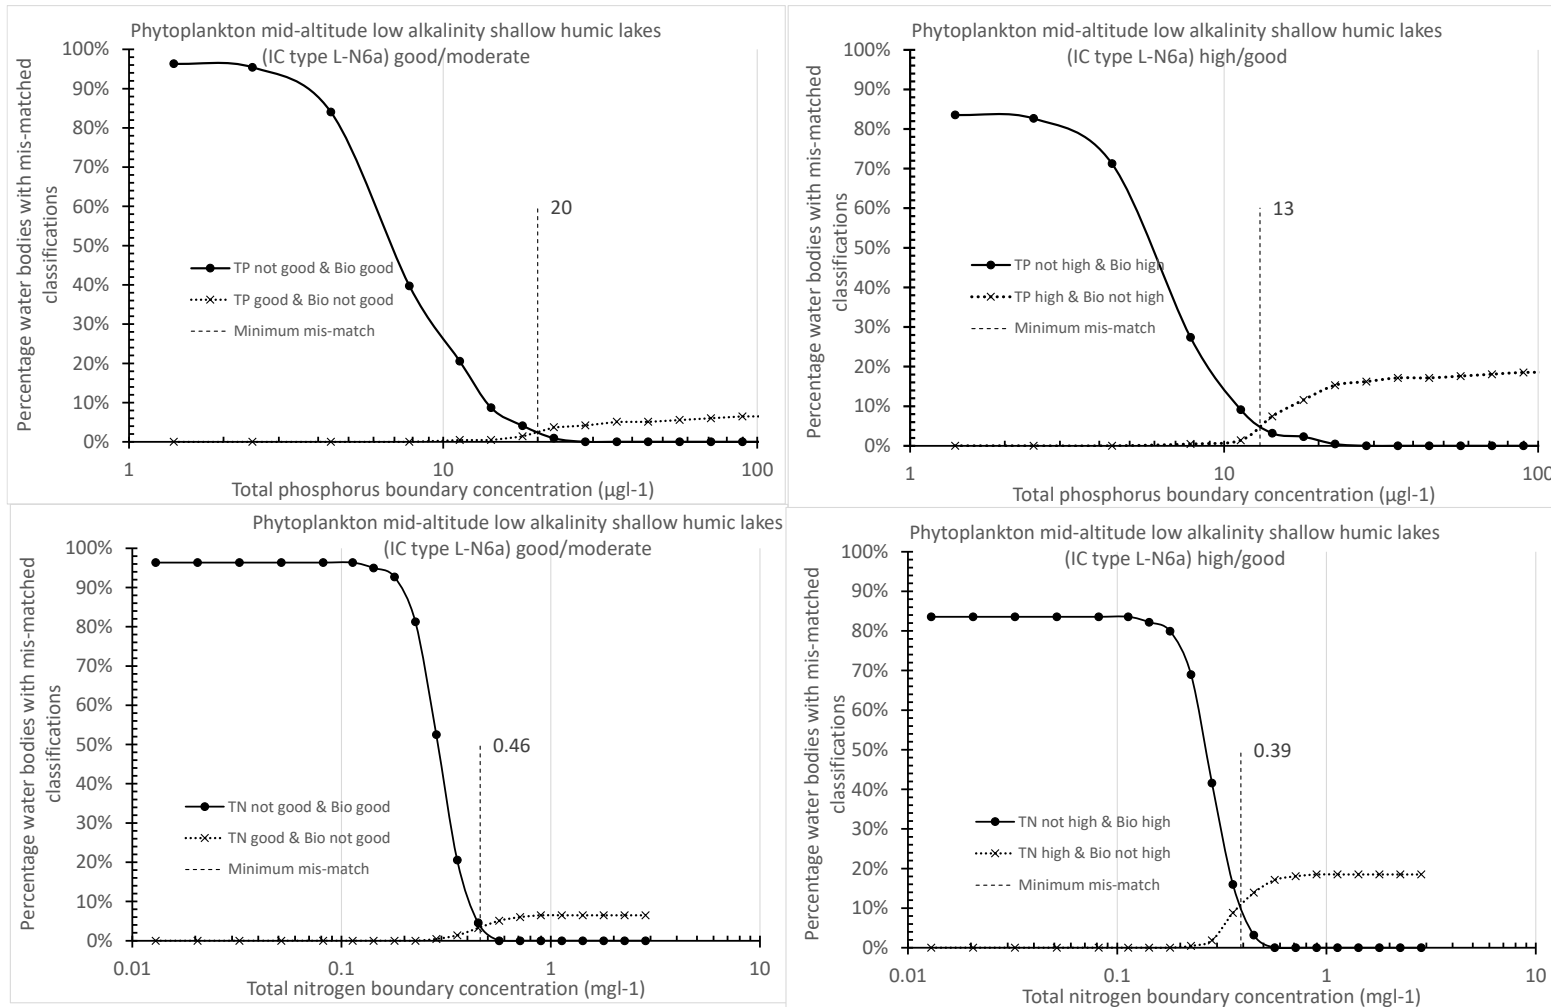 Phytoplankton mid-altitude low alkalinity shallow humic lakes
(IC type L-N6a) good/moderate
Percentage water bodies with mis-matched
classifications
100%
90%
80%
70%
60%
50%
40%
30%
20%
10%
0%
20
TP not good & Bio good
TP good & Bio not good
Minimum mis-match
1
10
100
Total phosphorus boundary concentration (µgl-1)
Phytoplankton mid-altitude low alkalinity shallow humic lakes
(IC type L-N6a) high/good
Percentage water bodies with mis-matched
classifications
100%
90%
80%
70%
60%
50%
40%
30%
20%
10%
0%
13
TP not high & Bio high
TP high & Bio not high
Minimum mis-match
1
10
100
Total phosphorus boundary concentration (µgl-1)
Phytoplankton mid-altitude low alkalinity shallow humic lakes
(IC type L-N6a) good/moderate
Percentage water bodies with mis-matched
classifications
100%
90%
80%
70%
60%
50%
40%
30%
20%
10%
0%
0.46
TN not good & Bio good
TN good & Bio not good
Minimum mis-match
0.01
0.1
1
10
Total nitrogen boundary concentration (mgl-1)
Phytoplankton mid-altitude low alkalinity shallow humic lakes
(IC type L-N6a) high/good
Percentage water bodies with mis-matched
classifications
100%
90%
80%
70%
60%
50%
40%
30%
20%
10%
0%
0.39
TN not high & Bio high
TN high & Bio not high
Minimum mis-match
0.01
0.1
1
10
Total nitrogen boundary concentration (mgl-1)